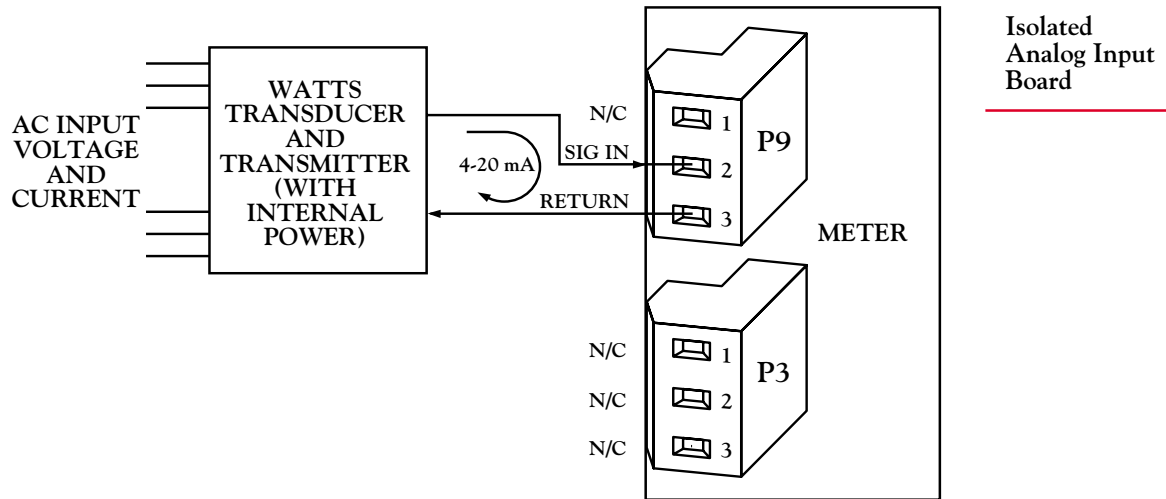 Isolated
Analog Input
Board
AC INPUT
VOLTAGE
AND
CURRENT
WATTS
TRANSDUCER
AND
TRANSMITTER
(WITH
INTERNAL
POWER)
4-20 mA
SIG IN
RETURN
N/C
1
2
3
P9
METER
N/C
1
N/C
2
N/C
3
P3